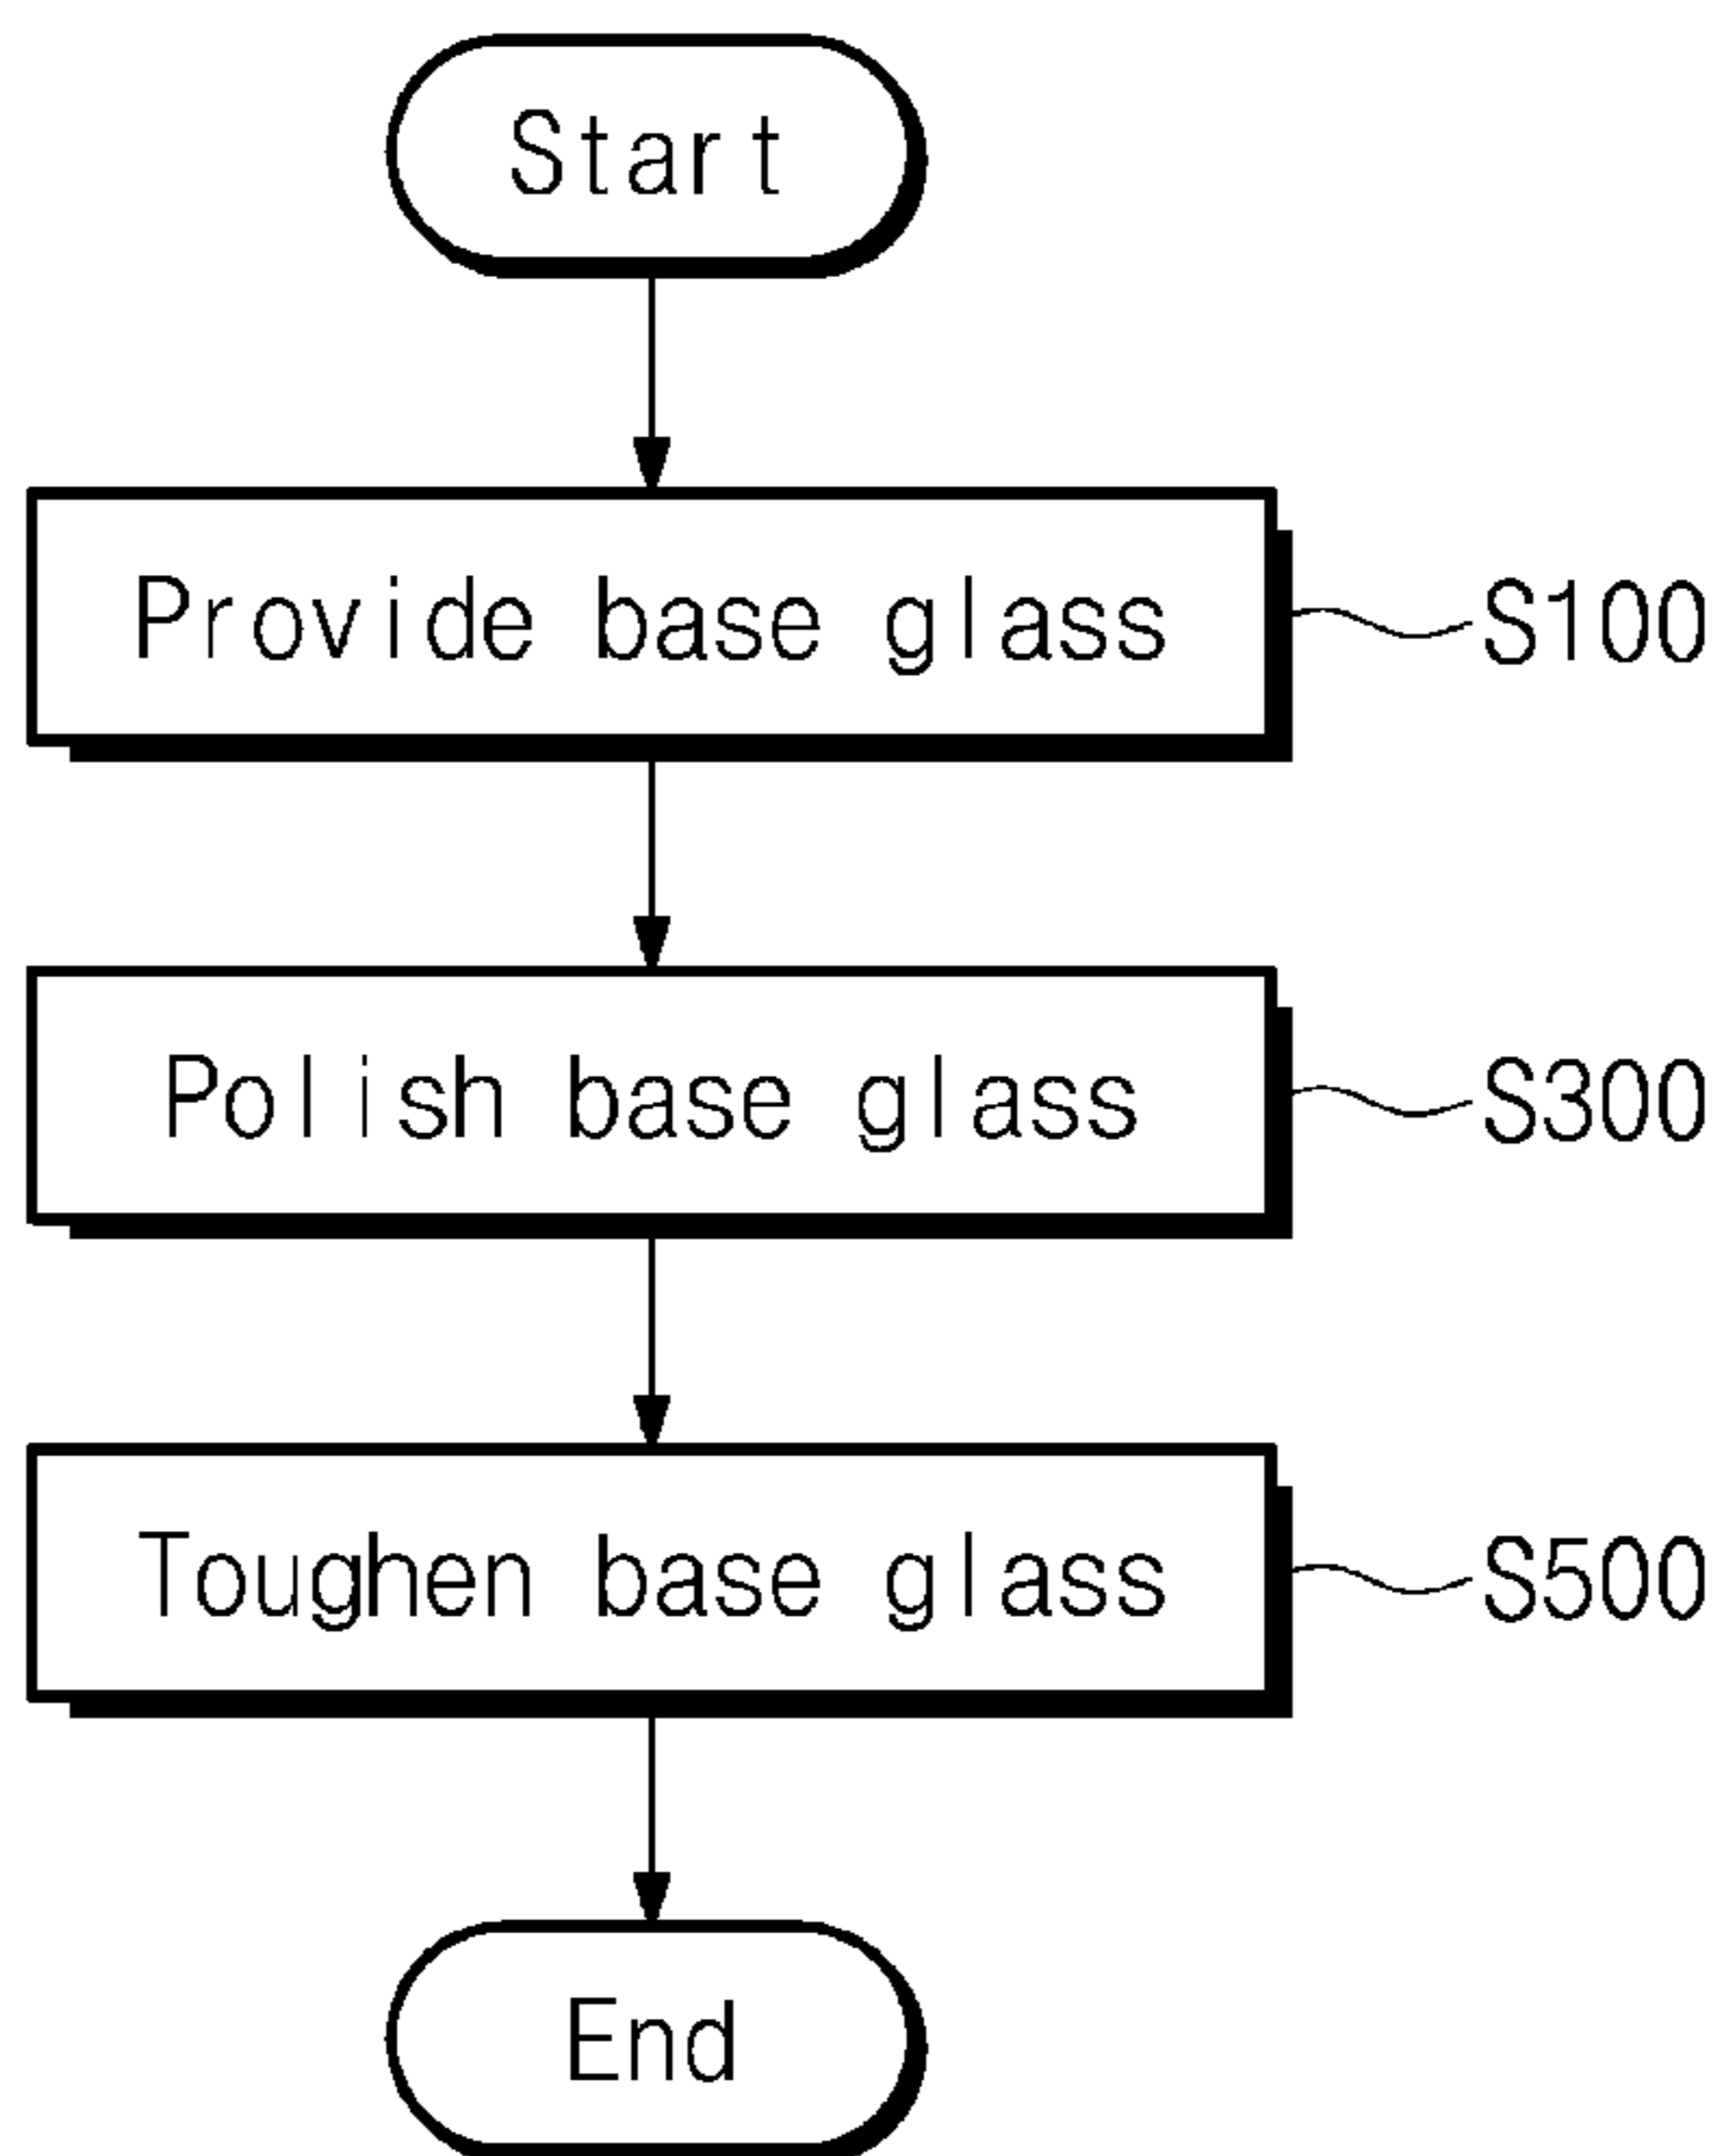 Start
Provide base glass
S100
Polish base glass
S300
Toughen base glass
S500
End